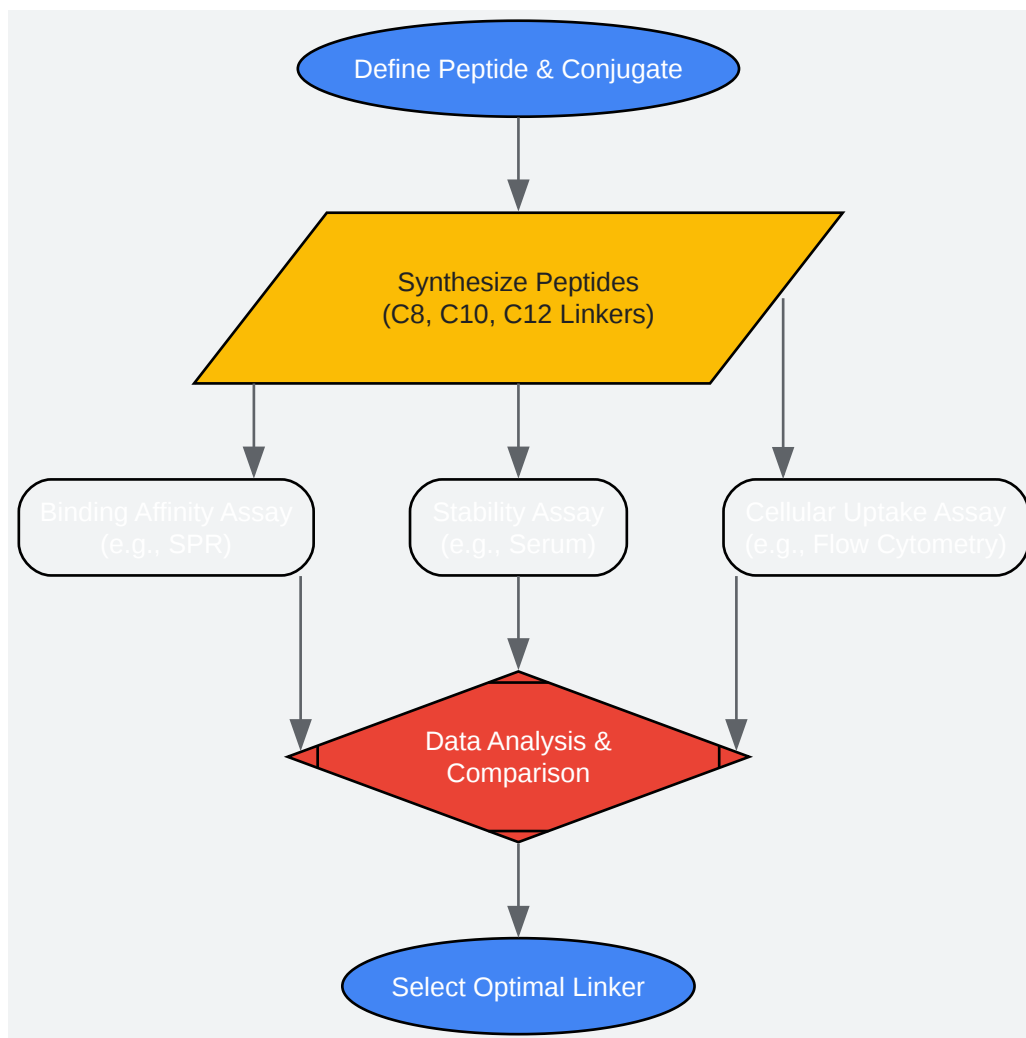 Define Peptide & Conjugate
Synthesize Peptides
(C8, C10, C12 Linkers)
Binding Affinity Assay
(e.g., SPR)
Stability Assay
(e.g., Serum)
Cellular Uptake Assay
(e.g., Flow Cytometry)
Data Analysis &
Comparison
Select Optimal Linker